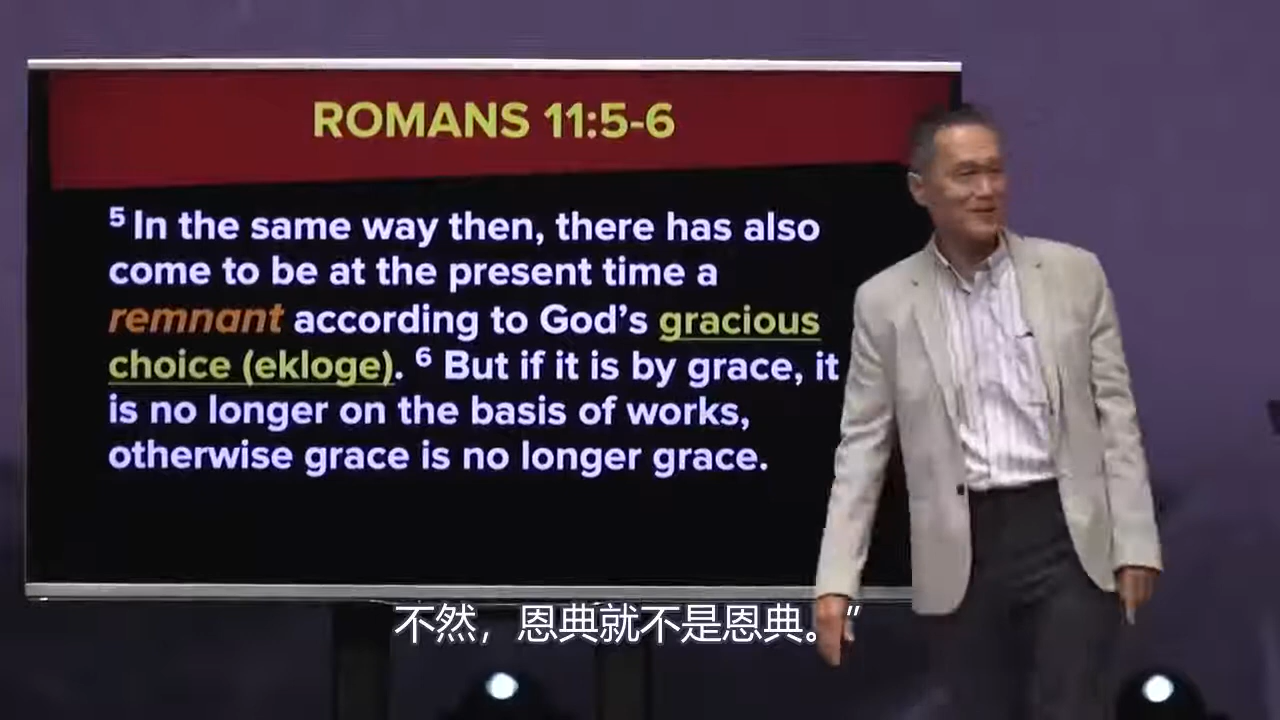 ROMANS 11:5-6
⁵ In the same way then, there has also
come to be at the present time a
remnant according to God’s gracious
choice (ekloge). ⁶ But if it is by grace, it
is no longer on the basis of works,
otherwise grace is no longer grace.
不然，恩典就不是恩典。”